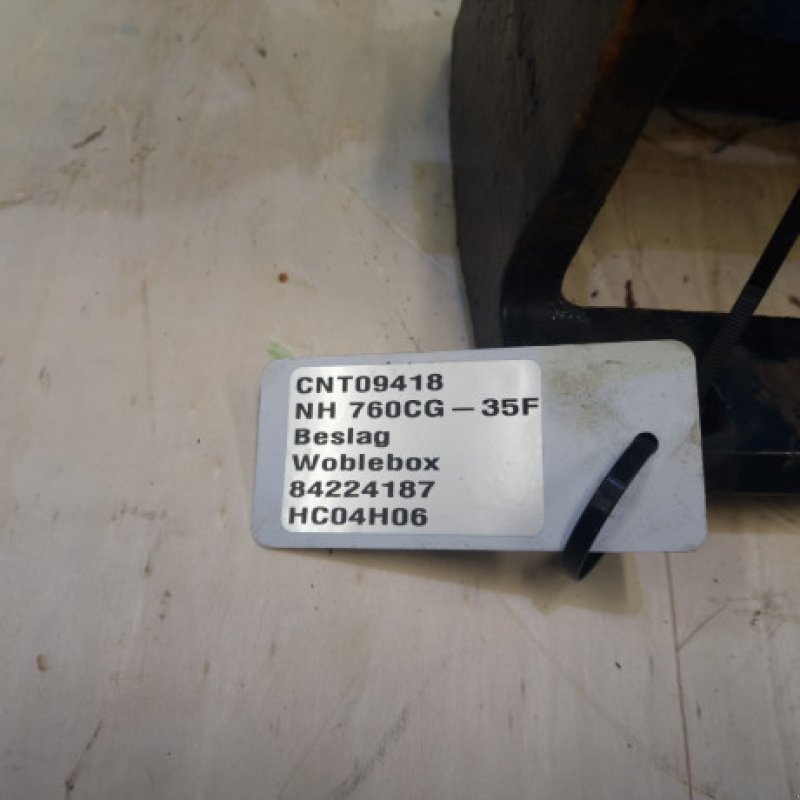 CNT09418
NH 760CG - 35F
Beslag
Woblebox
84224187
HC04H06